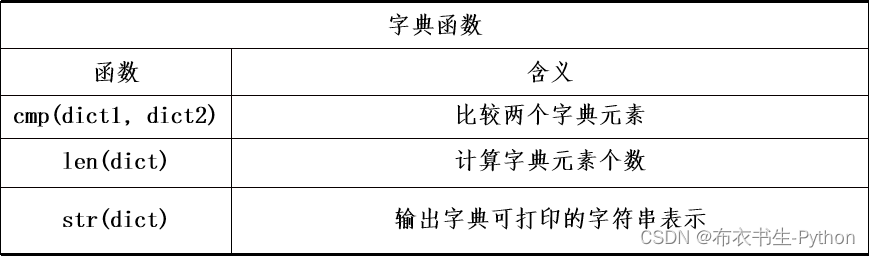 字典函数
函数 含义
cmp(dict1, dict2) 比较两个字典元素
len(dict) 计算字典元素个数
str(dict) 输出字典可打印的字符串表示
CSDN @布衣书生-Python